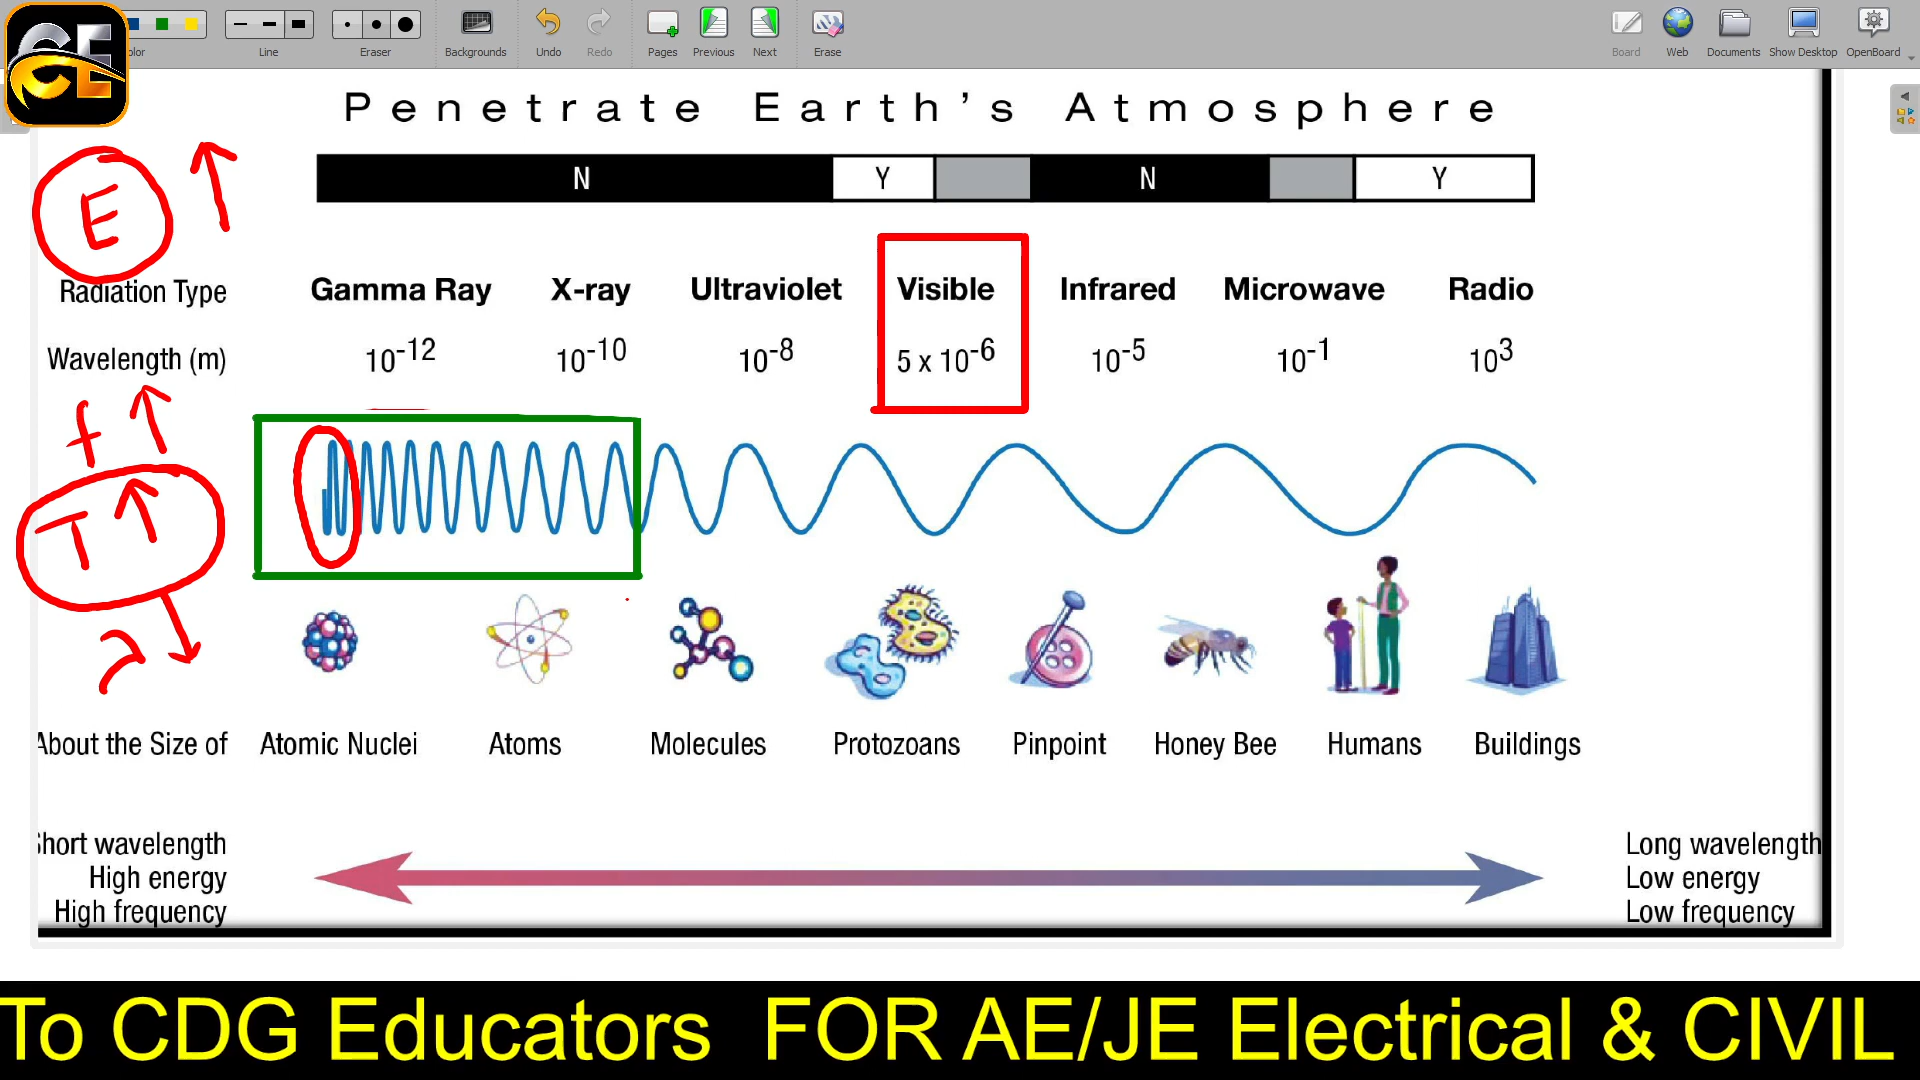 CE
olor
Line
Eraser
Backgrounds
Undo
Redo
Pages
Previous
Next
Erase
Board
Web
Documents
Show Desktop
OpenBoard
Penetrate Earth's Atmosphere
N Y N Y
E ↑
Radiation Type Gamma Ray X-ray Ultraviolet Visible Infrared Microwave Radio
Wavelength (m) 10⁻¹² 10⁻¹⁰ 10⁻⁸ 5 x 10⁻⁶ 10⁻⁵ 10⁻¹ 10³
f ↑
T ↑
About the Size of Atomic Nuclei Atoms Molecules Protozoans Pinpoint Honey Bee Humans Buildings
Short wavelength
High energy
High frequency
Long wavelength
Low energy
Low frequency
To CDG Educators FOR AE/JE Electrical & CIVIL